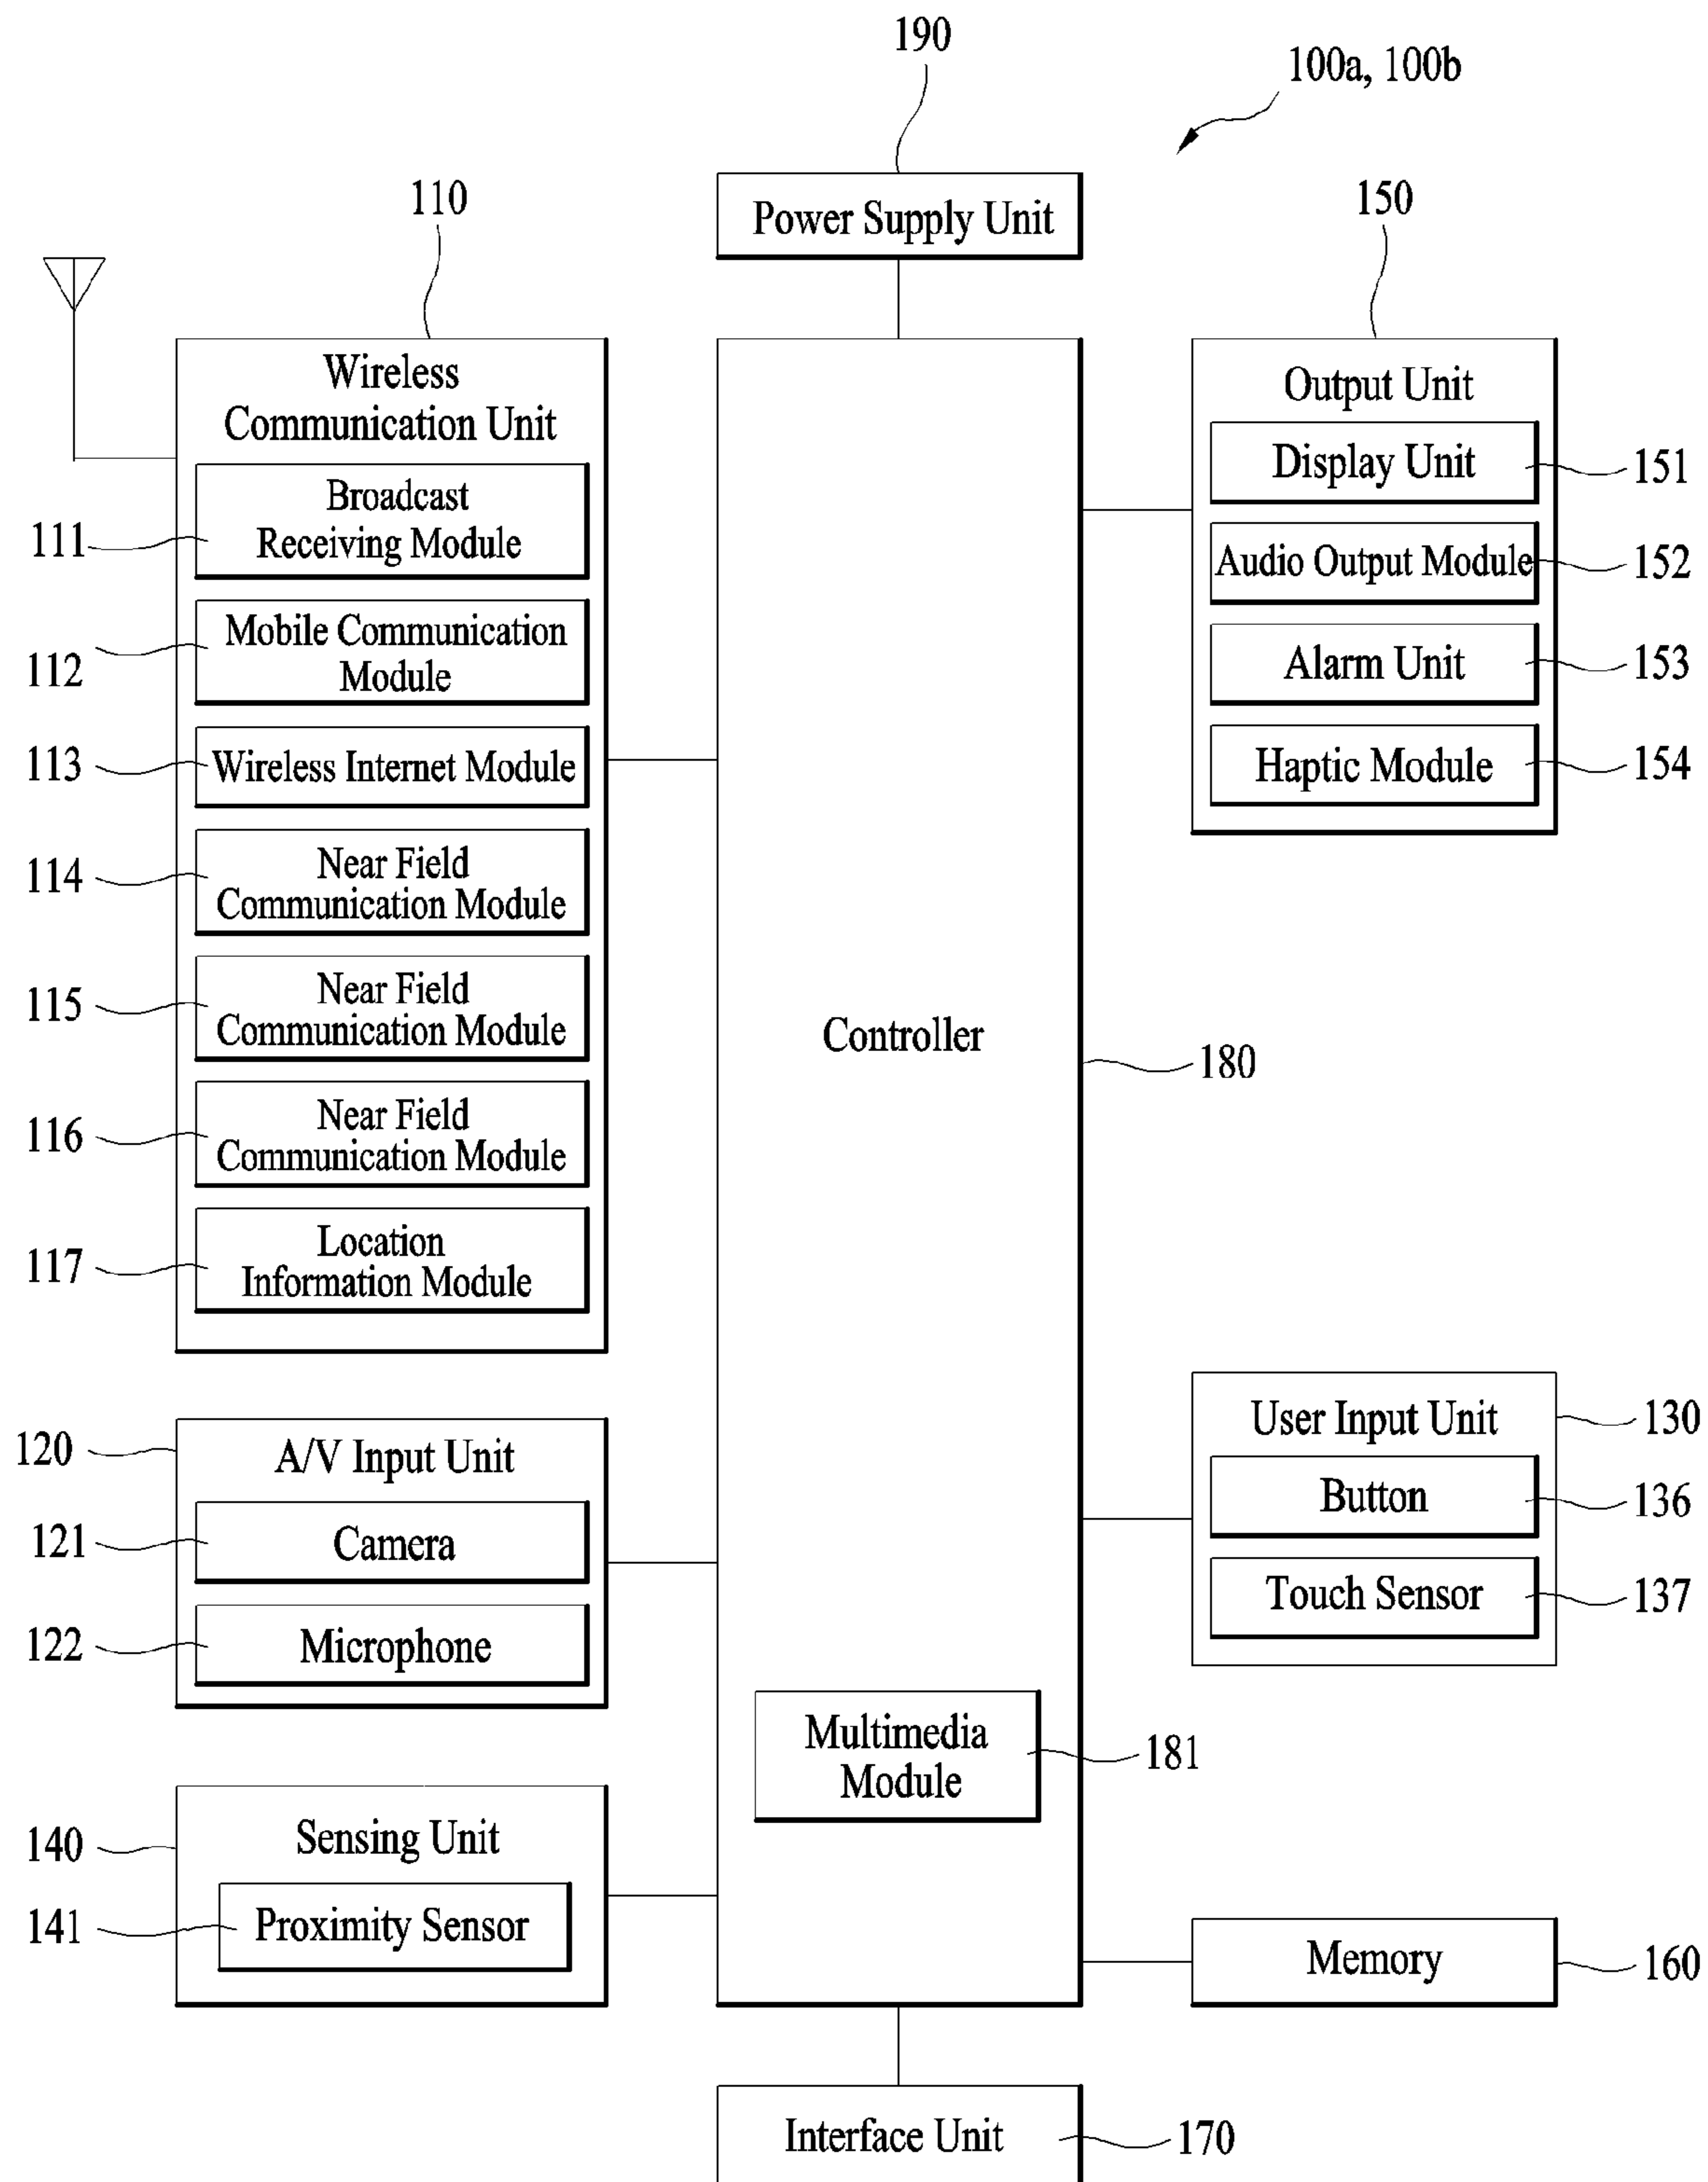 190
100a, 100b
Power Supply Unit
110
Wireless
Communication Unit
111
Broadcast
Receiving Module
112
Mobile Communication
Module
113
Wireless Internet Module
114
Near Field
Communication Module
115
Near Field
Communication Module
116
Near Field
Communication Module
117
Location
Information Module
120
A/V Input Unit
121
Camera
122
Microphone
140
Sensing Unit
141
Proximity Sensor
Controller
180
Multimedia
Module
181
150
Output Unit
Display Unit
151
Audio Output Module
152
Alarm Unit
153
Haptic Module
154
User Input Unit
130
Button
136
Touch Sensor
137
Memory
160
Interface Unit
170